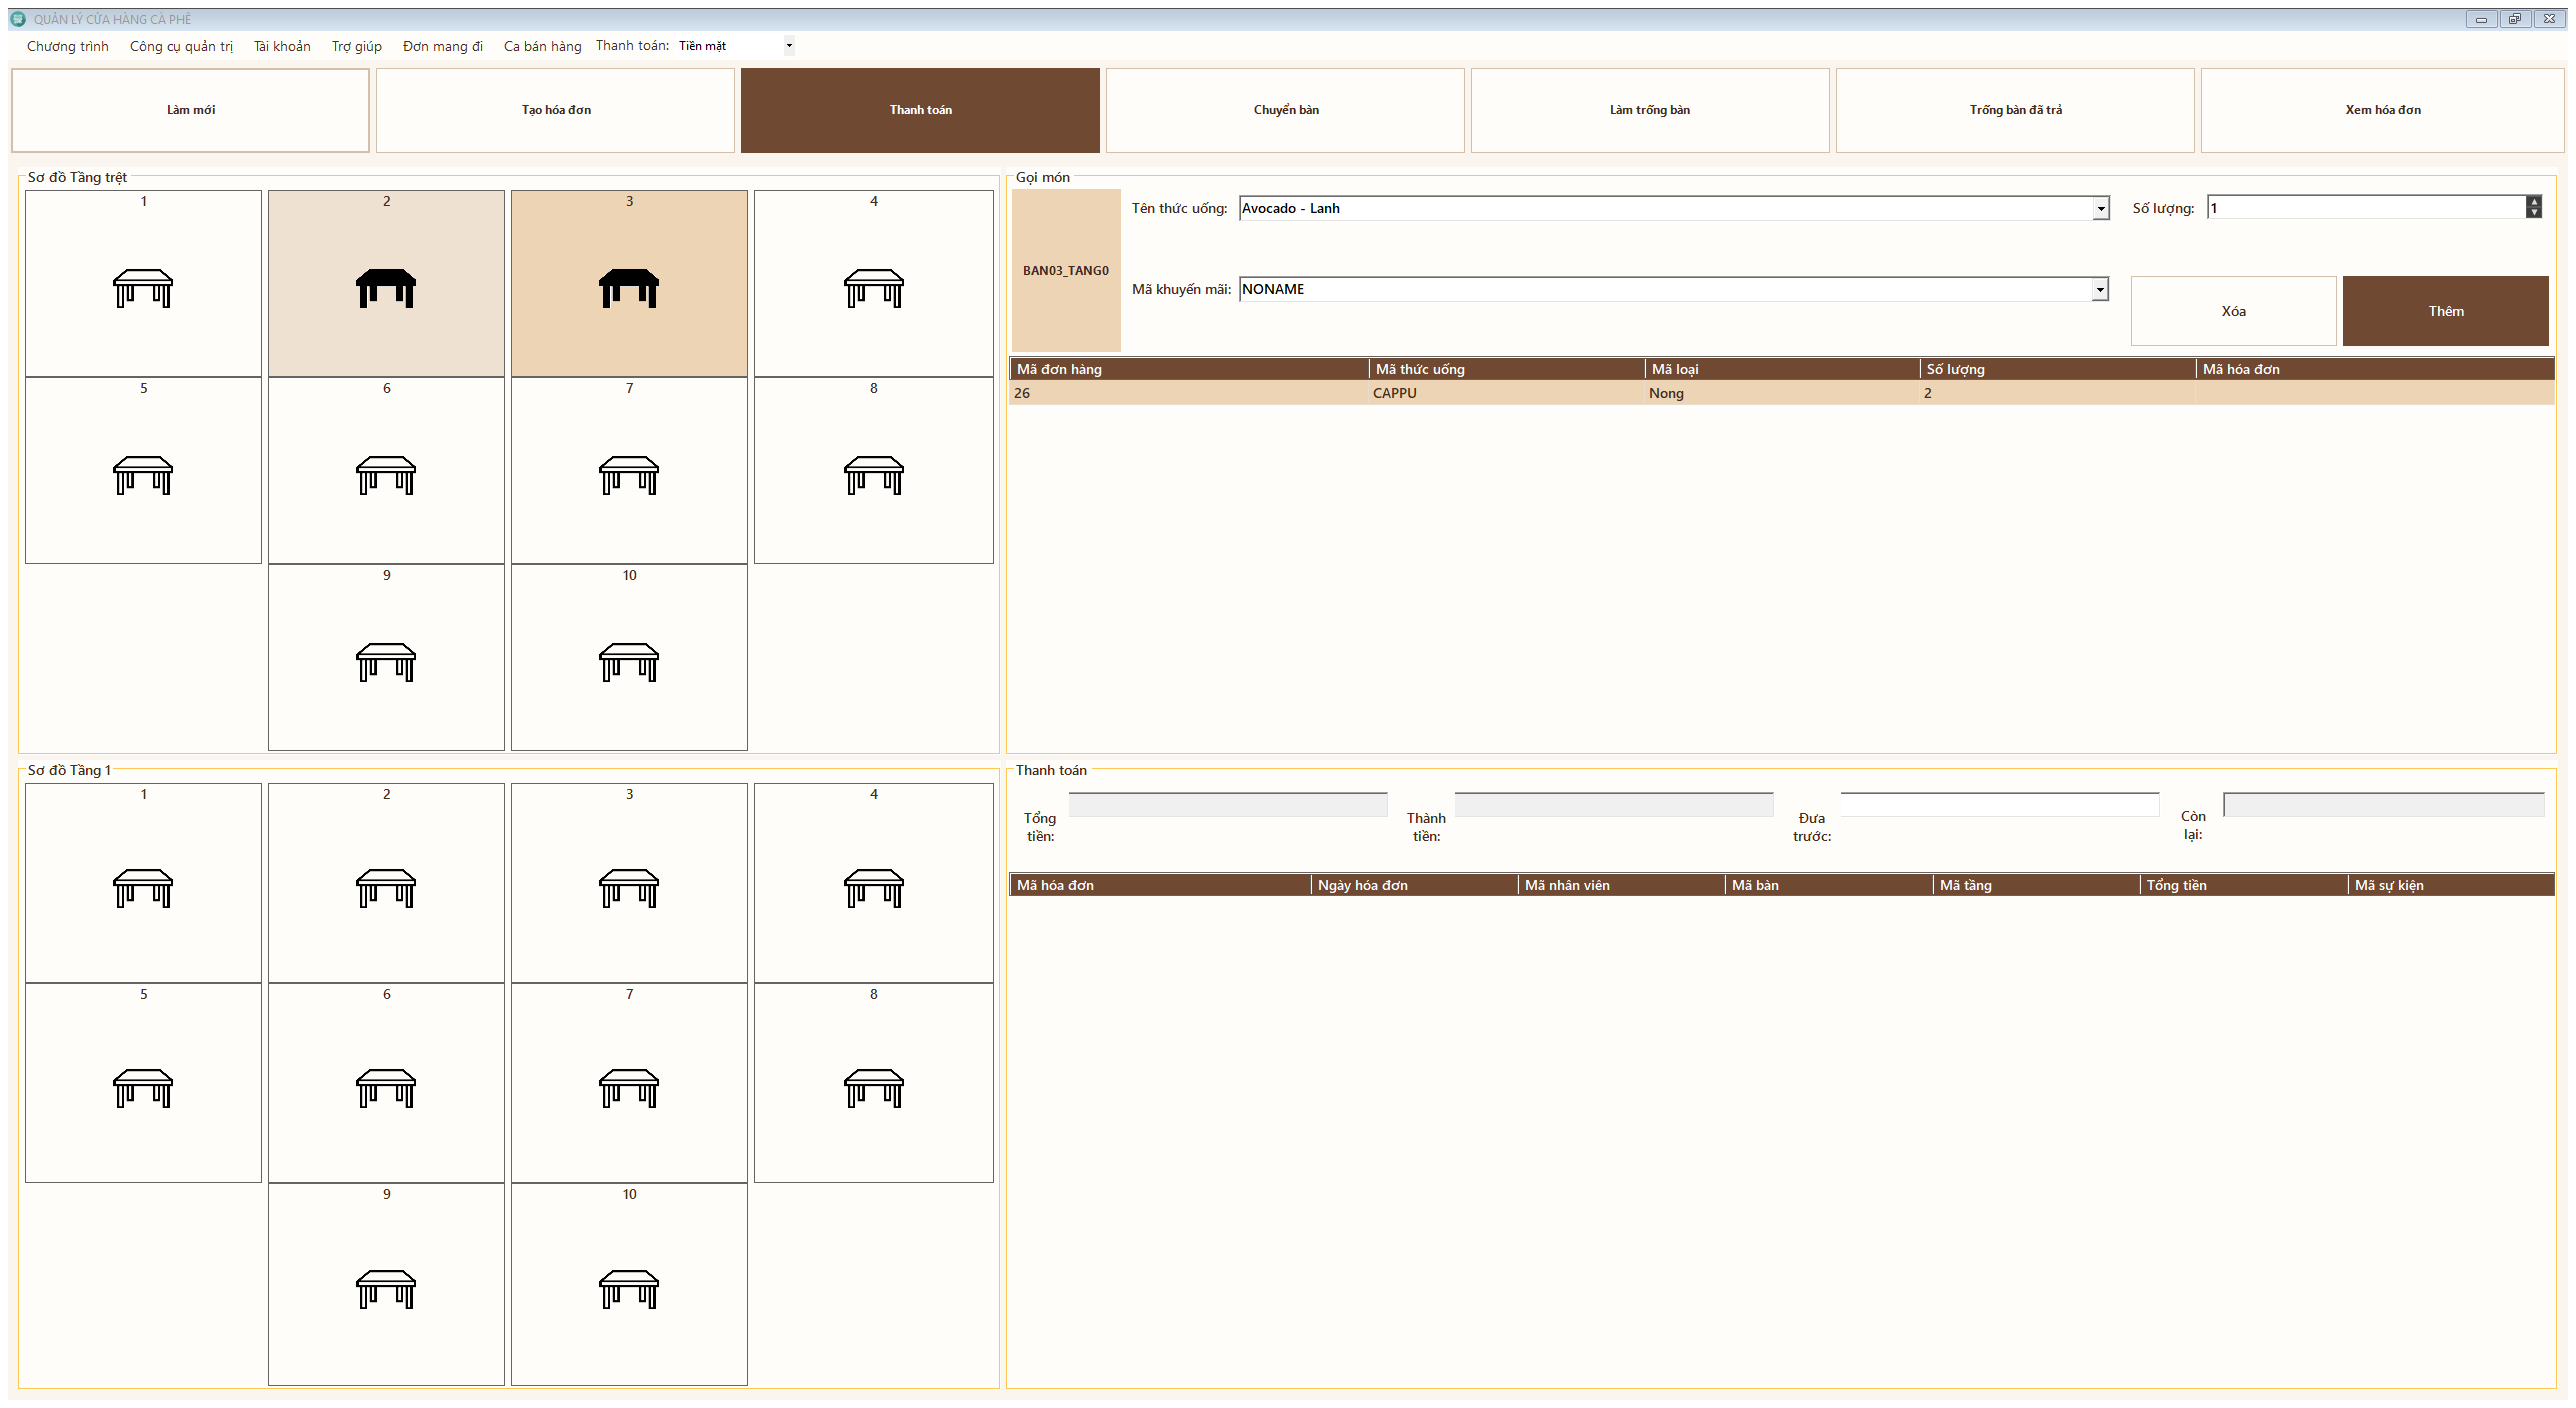 QUẢN LÝ CỬA HÀNG CÀ PHÊ
Chương trình Công cụ quản trị Tài khoản Trợ giúp Đơn mang đi Ca bán hàng Thanh toán: Tiền mặt
Làm mới Tạo hóa đơn Thanh toán Chuyển bàn Làm trống bàn Trống bàn đã trả Xem hóa đơn
Sơ đồ Tầng trệt
1 2 3 4
5 6 7 8
9 10
Gọi món
BAN03_TANG0
Tên thức uống: Avocado - Lanh Số lượng: 1
Mã khuyến mãi: NONAME
Xóa Thêm
Mã đơn hàng Mã thức uống Mã loại Số lượng Mã hóa đơn
26 CAPPU Nong 2
Sơ đồ Tầng 1
1 2 3 4
5 6 7 8
9 10
Thanh toán
Tổng tiền: Thành tiền: Đưa trước: Còn lại:
Mã hóa đơn Ngày hóa đơn Mã nhân viên Mã bàn Mã tầng Tổng tiền Mã sự kiện